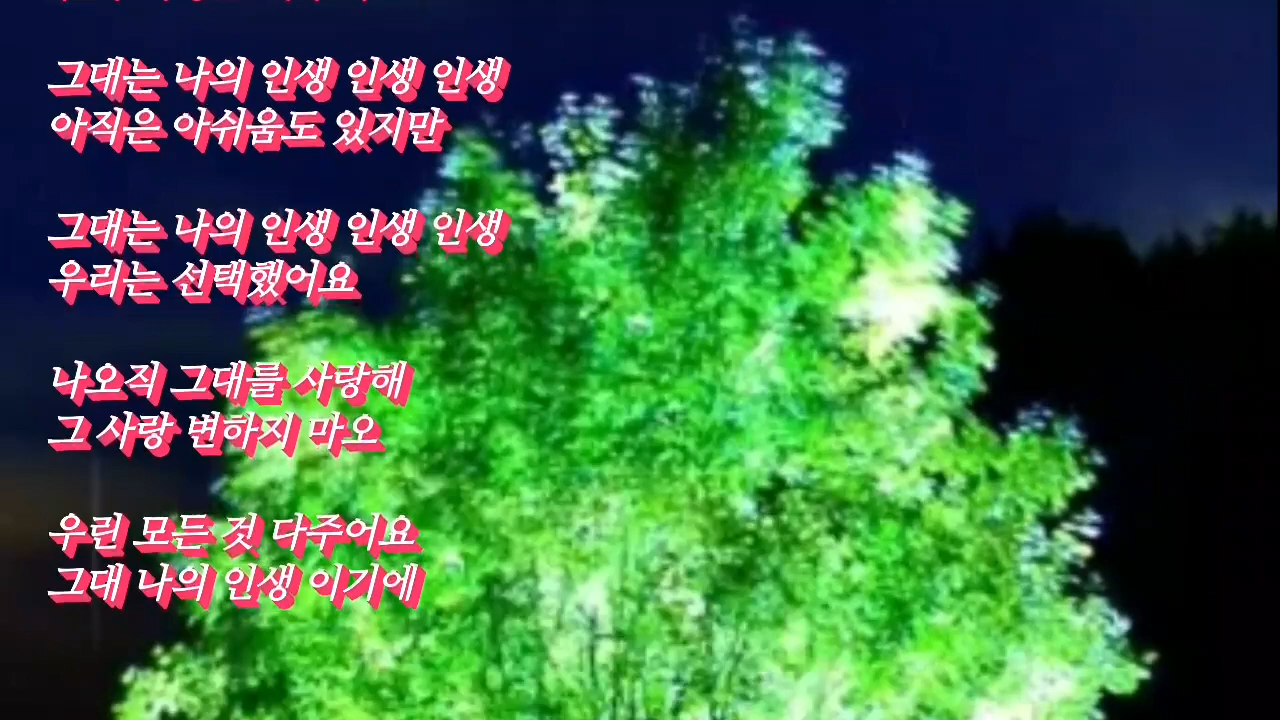 그대는 나의 인생 인생 인생
아직은 아쉬움도 있지만
그대는 나의 인생 인생 인생
우리는 선택했어요
나오직 그대를 사랑해
그 사랑 변하지 마오
우린 모든 것 다주어요
그대 나의 인생 이기에